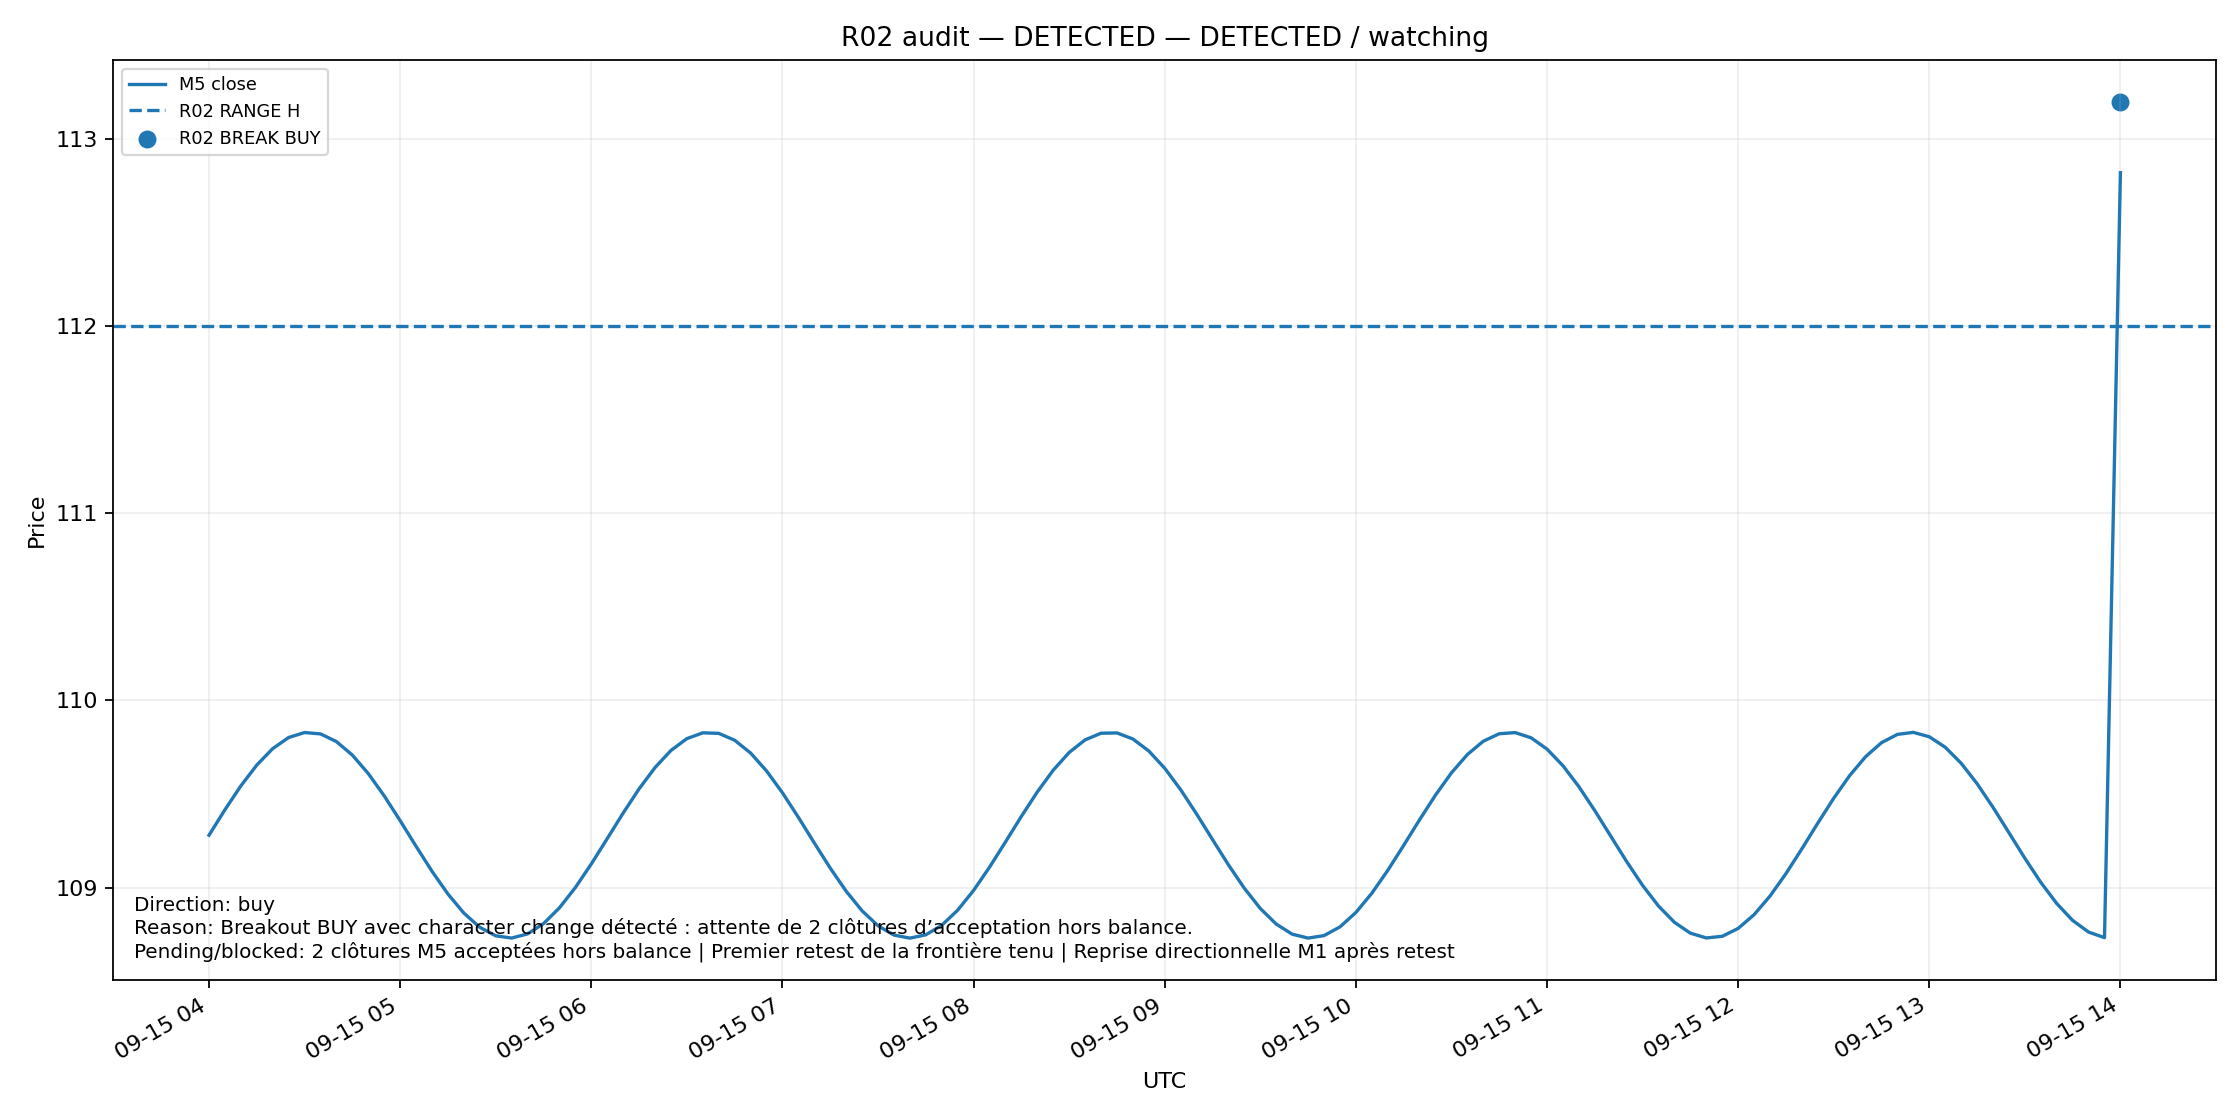 R02 audit — DETECTED — DETECTED / watching
M5 close
R02 RANGE H
R02 BREAK BUY
Price
113
112
111
110
109
Direction: buy
Reason: Breakout BUY avec character change détecté : attente de 2 clôtures d’acceptation hors balance.
Pending/blocked: 2 clôtures M5 acceptées hors balance | Premier retest de la frontière tenu | Reprise directionnelle M1 après retest
09-15 04
09-15 05
09-15 06
09-15 07
09-15 08
09-15 09
09-15 10
09-15 11
09-15 12
09-15 13
09-15 14
UTC